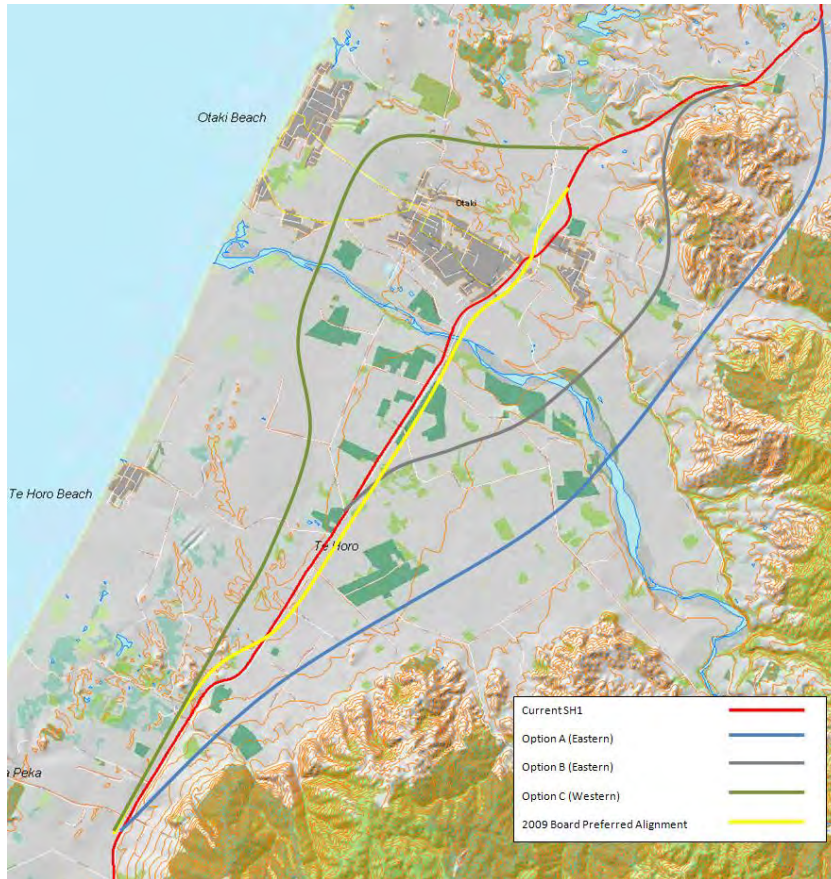 Otaki Beach
Otaki
Te Horo Beach
Te Horo
a Peka
Current SH1
Option A (Eastern)
Option B (Eastern)
Option C (Western)
2009 Board Preferred Alignment